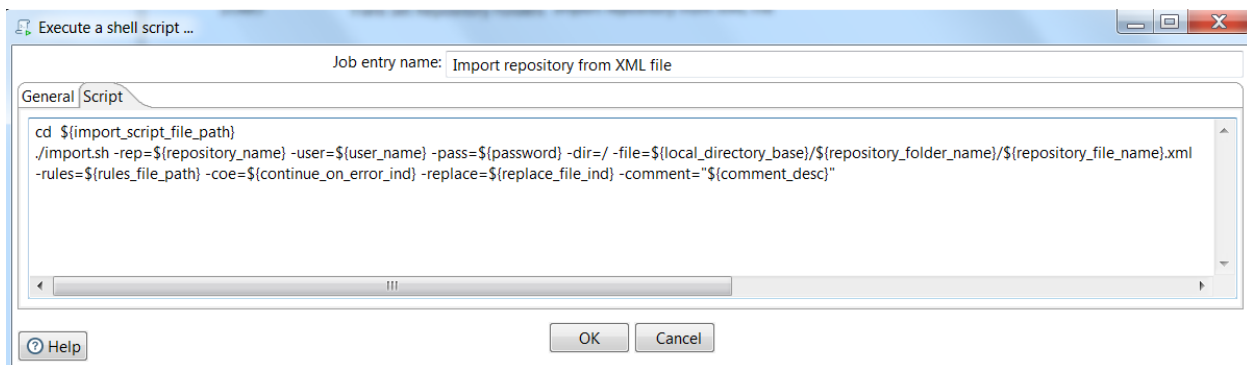 Execute a shell script ...
Job entry name: Import repository from XML file
General Script
cd  ${import_script_file_path}
./import.sh -rep=${repository_name} -user=${user_name} -pass=${password} -dir=/ -file=${local_directory_base}/${repository_folder_name}/${repository_file_name}.xml
-rules=${rules_file_path} -coe=${continue_on_error_ind} -replace=${replace_file_ind} -comment="${comment_desc}"
OK Cancel
Help